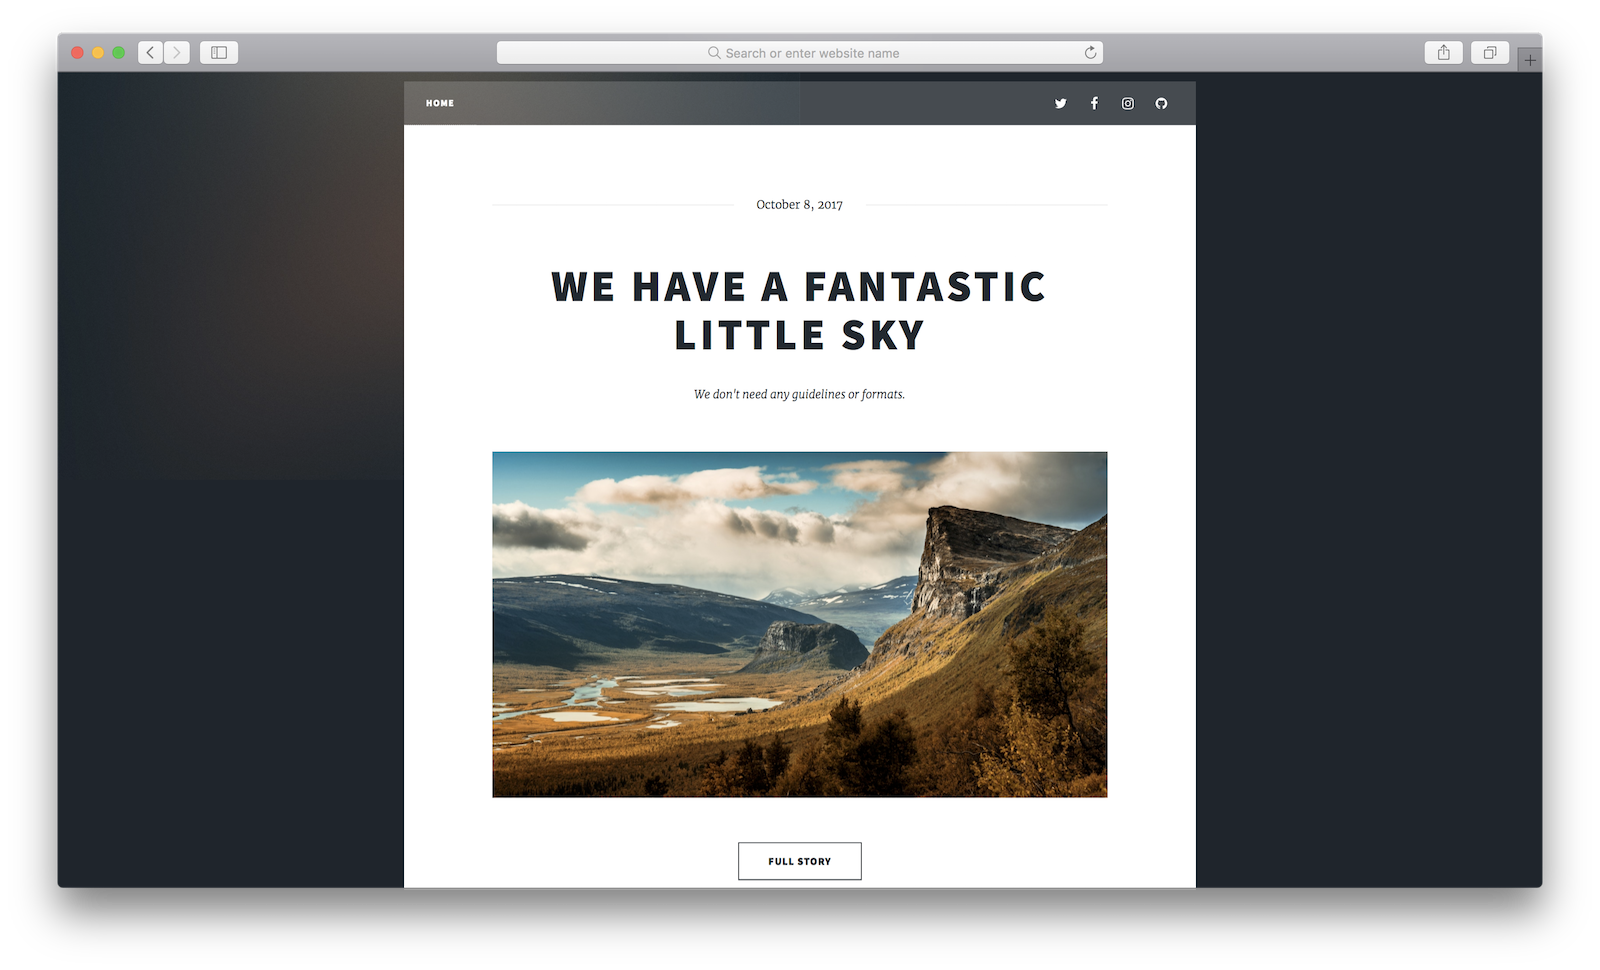 Search or enter website name
HOME
October 8, 2017
WE HAVE A FANTASTIC
LITTLE SKY
We don't need any guidelines or formats.
FULL STORY